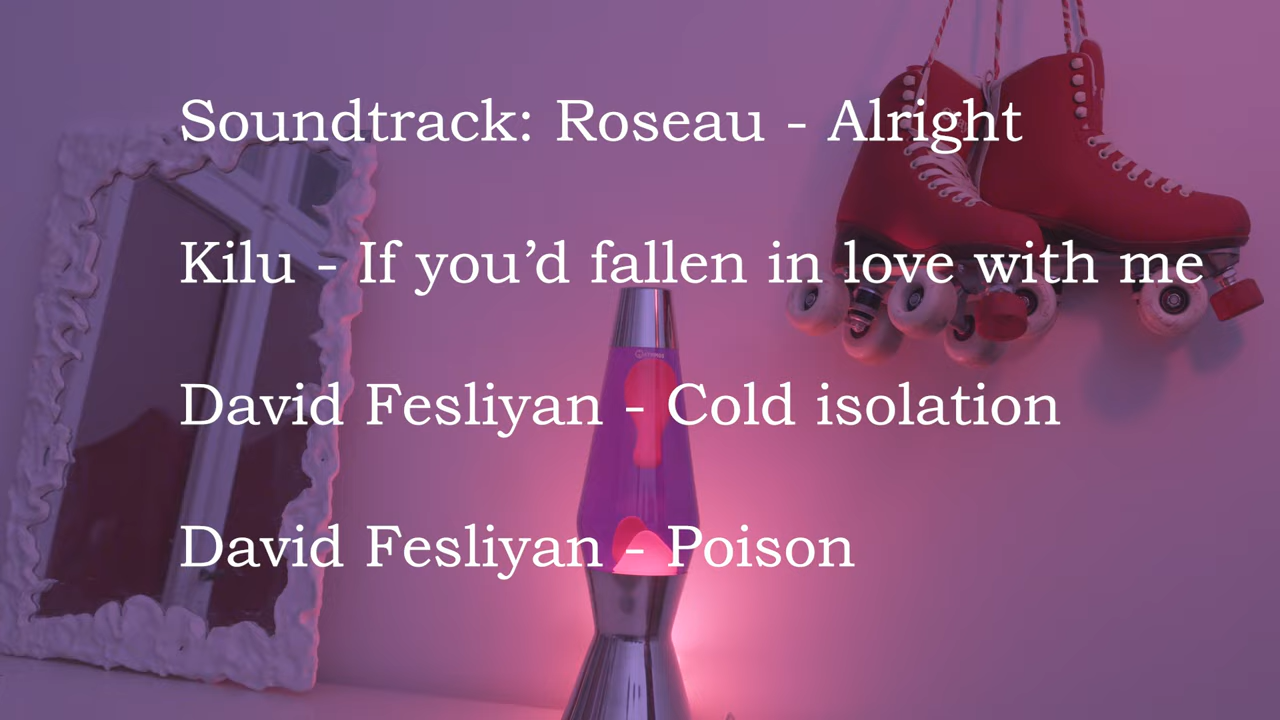 Soundtrack: Roseau - Alright
Kilu - If you’d fallen in love with me
David Fesliyan - Cold isolation
David Fesliyan - Poison